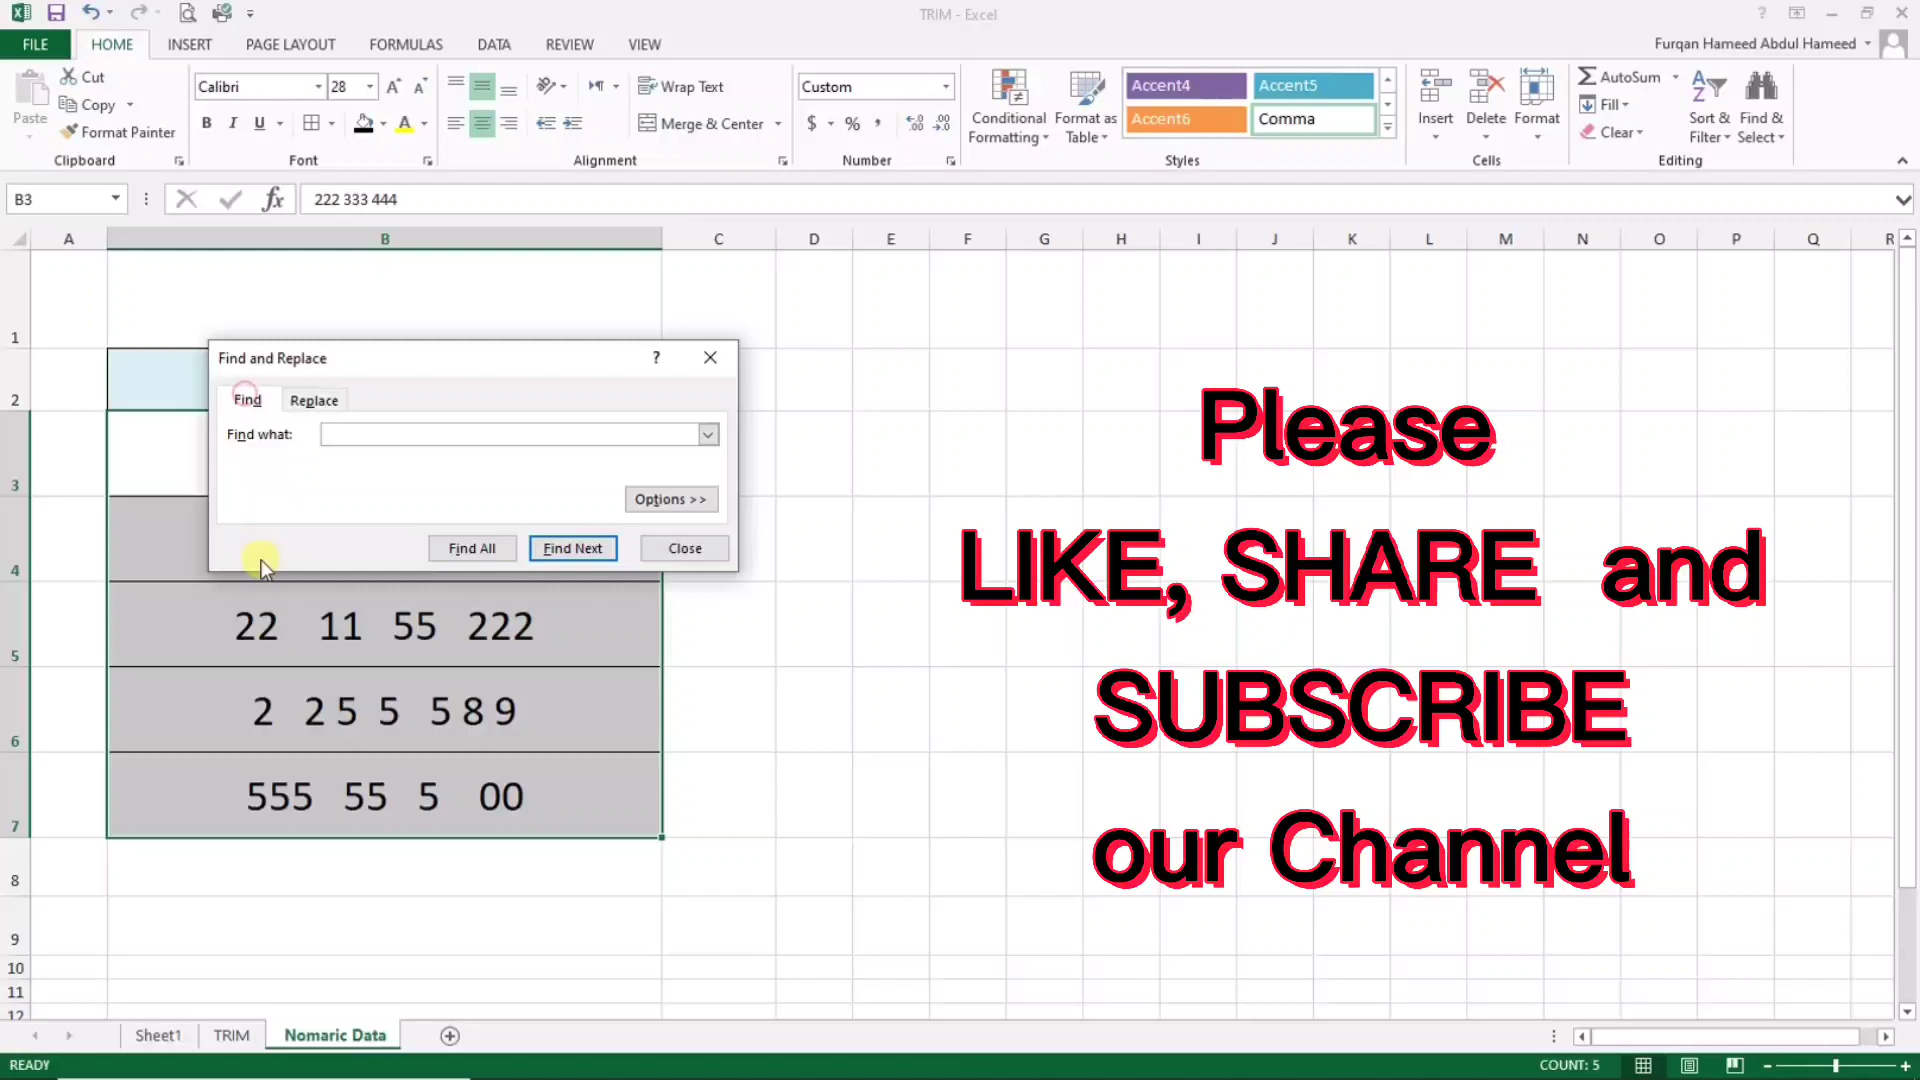 TRIM - Excel
FILE HOME INSERT PAGE LAYOUT FORMULAS DATA REVIEW VIEW
Furqan Hameed Abdul Hameed
Paste
Cut
Copy
Format Painter
Clipboard
Calibri 28
B I U
Font
Wrap Text
Merge & Center
Alignment
Custom
$ % ,
Number
Conditional Formatting
Format as Table
Accent4 Accent5
Accent6 Comma
Styles
Insert Delete Format
Cells
AutoSum
Fill
Clear
Sort & Filter
Find & Select
Editing
B3
fx
222 333 444
A B C D E F G H I J K L M N O P Q R
1
2
3
4
5
6
7
8
9
10
11
12
Find and Replace ?
Find Replace
Find what:
Options >>
Find All Find Next Close
22 11 55 222
2 2 5 5 5 8 9
555 55 5 00
Please
LIKE, SHARE and
SUBSCRIBE
our Channel
Sheet1 TRIM Nomaric Data
READY
COUNT: 5